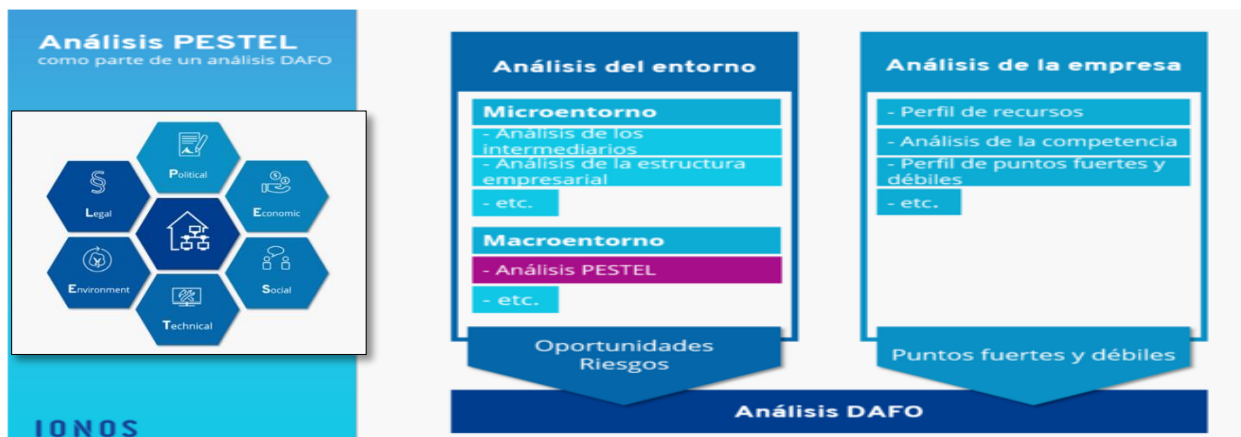 Análisis PESTEL
como parte de un análisis DAFO
Political
Legal
Economic
Environment
Social
Technical
IONOS
Análisis del entorno
Microentorno
- Análisis de los
intermediarios
- Análisis de la estructura
empresarial
- etc.
Macroentorno
- Análisis PESTEL
- etc.
Oportunidades
Riesgos
Análisis de la empresa
- Perfil de recursos
- Análisis de la competencia
- Perfil de puntos fuertes y
débiles
- etc.
Puntos fuertes y débiles
Análisis DAFO